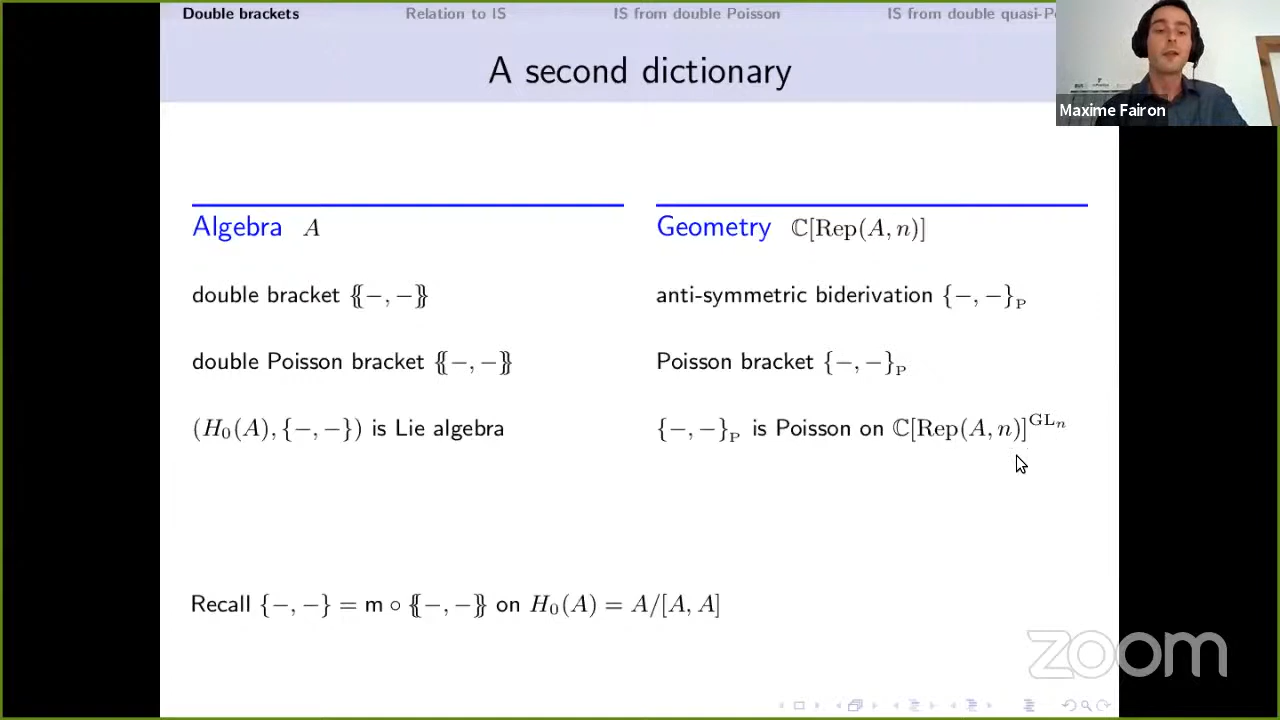 Double brackets Relation to IS IS from double Poisson IS from double quasi-P
A second dictionary
Maxime Fairon
Algebra A Geometry ℂ[Rep(A, n)]
double bracket {{−, −}} anti-symmetric biderivation {−, −}_P
double Poisson bracket {{−, −}} Poisson bracket {−, −}_P
(H₀(A), {−, −}) is Lie algebra {−, −}_P is Poisson on ℂ[Rep(A, n)]^{GL_n}
Recall {−, −} = m ∘ {{−, −}} on H₀(A) = A/[A, A]
zoom